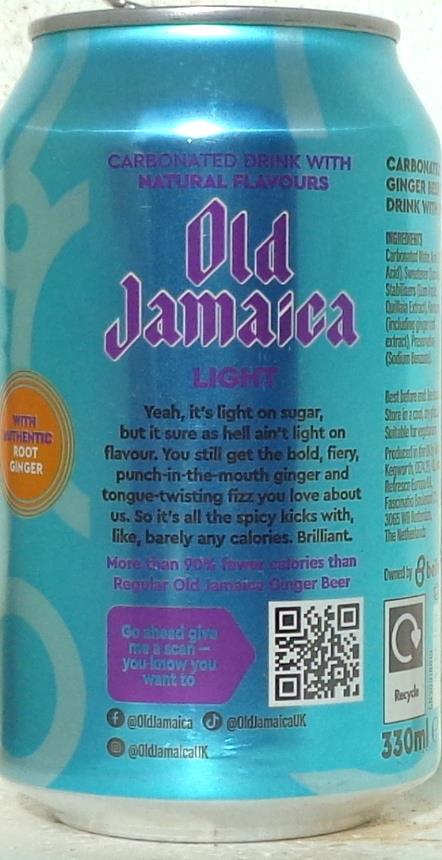 CARBONATED DRINK WITH
NATURAL FLAVOURS
Old
Jamaica
LIGHT
Yeah, it's light on sugar,
but it sure as hell ain't light on
flavour. You still get the bold, fiery,
punch-in-the-mouth ginger and
tongue-twisting fizz you love about
us. So it's all the spicy kicks with,
like, barely any calories. Brilliant.
More than 90% fewer calories than
Regular Old Jamaica Ginger Beer
Go ahead give
me a scan –
you know you
want to
@OldJamaica @OldJamaicaUK
@OldJamaicaUK
WITH
AUTHENTIC
ROOT
GINGER
CARBONATED
GINGER BEER
DRINK WITH
INGREDIENTS
Carbonated Water,
Acid), Sweetener
Stabilisers (Gum
Quillaia Extract),
(including ginger
extract), Preservative
(Sodium Benzoate).
Best before end:
Store in a cool, dry
Suitable for vegetarians
Produced in the UK
Kegworth, DE74
Refresco Europe
Fascinatio Boulevard
3065 WB Rotterdam,
The Netherlands
Owned by
Recycle
330ml